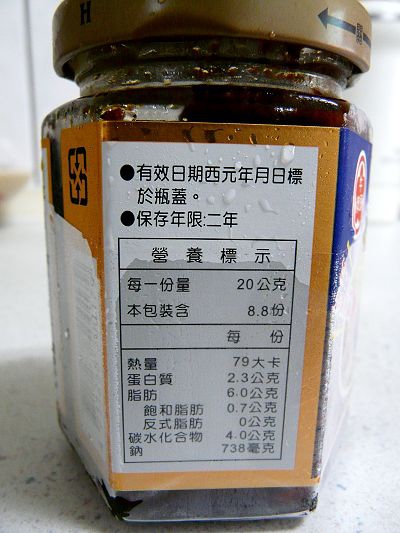 H
●有效日期西元年月日標
於瓶蓋。
●保存年限:二年
營養標示
每一份量 20公克
本包裝含 8.8份
每 份
熱量 79大卡
蛋白質 2.3公克
脂肪 6.0公克
飽和脂肪 0.7公克
反式脂肪 0公克
碳水化合物 4.0公克
鈉 738毫克